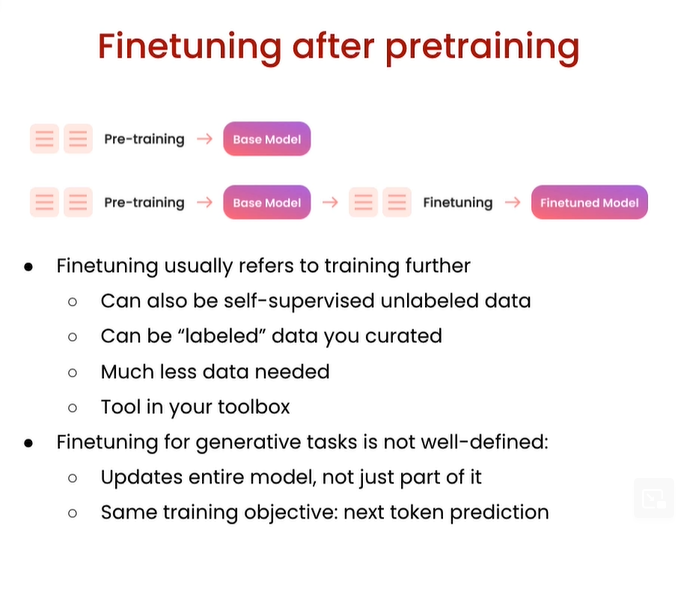 Finetuning after pretraining
Pre-training → Base Model
Pre-training → Base Model → Finetuning → Finetuned Model
● Finetuning usually refers to training further
○ Can also be self-supervised unlabeled data
○ Can be “labeled” data you curated
○ Much less data needed
○ Tool in your toolbox
● Finetuning for generative tasks is not well-defined:
○ Updates entire model, not just part of it
○ Same training objective: next token prediction